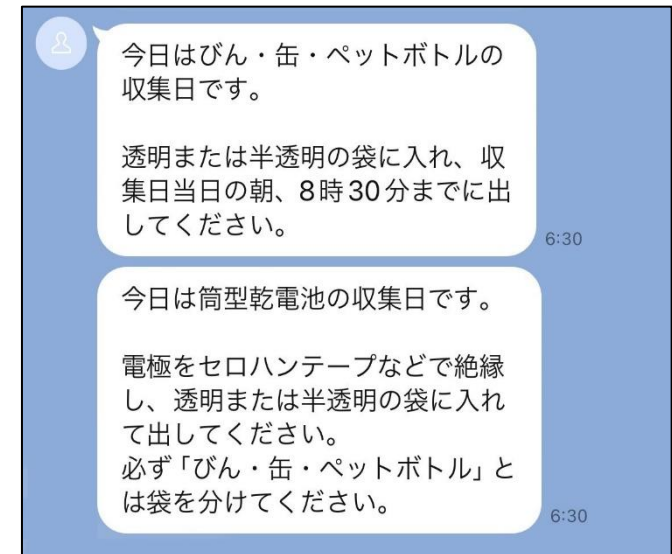 今日はびん・缶・ペットボトルの
収集日です。
透明または半透明の袋に入れ、収
集日当日の朝、8時30分までに出
してください。
6:30
今日は筒型乾電池の収集日です。
電極をセロハンテープなどで絶縁
し、透明または半透明の袋に入れ
て出してください。
必ず「びん・缶・ペットボトル」と
は袋を分けてください。
6:30